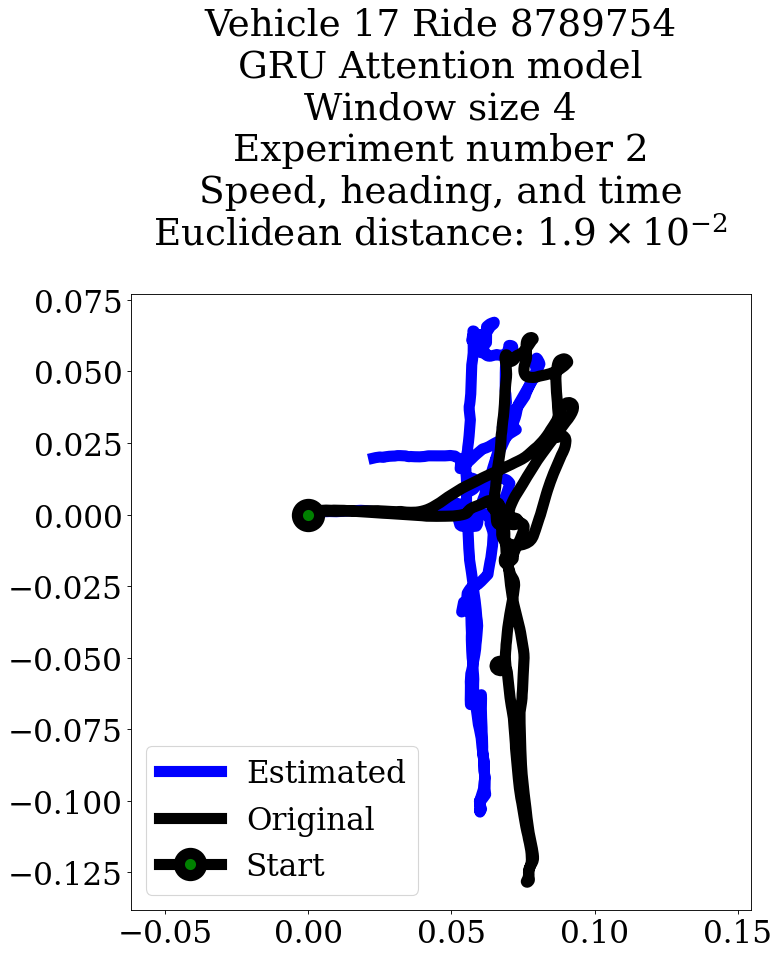 Vehicle 17 Ride 8789754
GRU Attention model
Window size 4
Experiment number 2
Speed, heading, and time
Euclidean distance: 1.9 × 10⁻²
0.075
0.050
0.025
0.000
−0.025
−0.050
−0.075
−0.100
−0.125
Estimated
Original
Start
−0.05
0.00
0.05
0.10
0.15